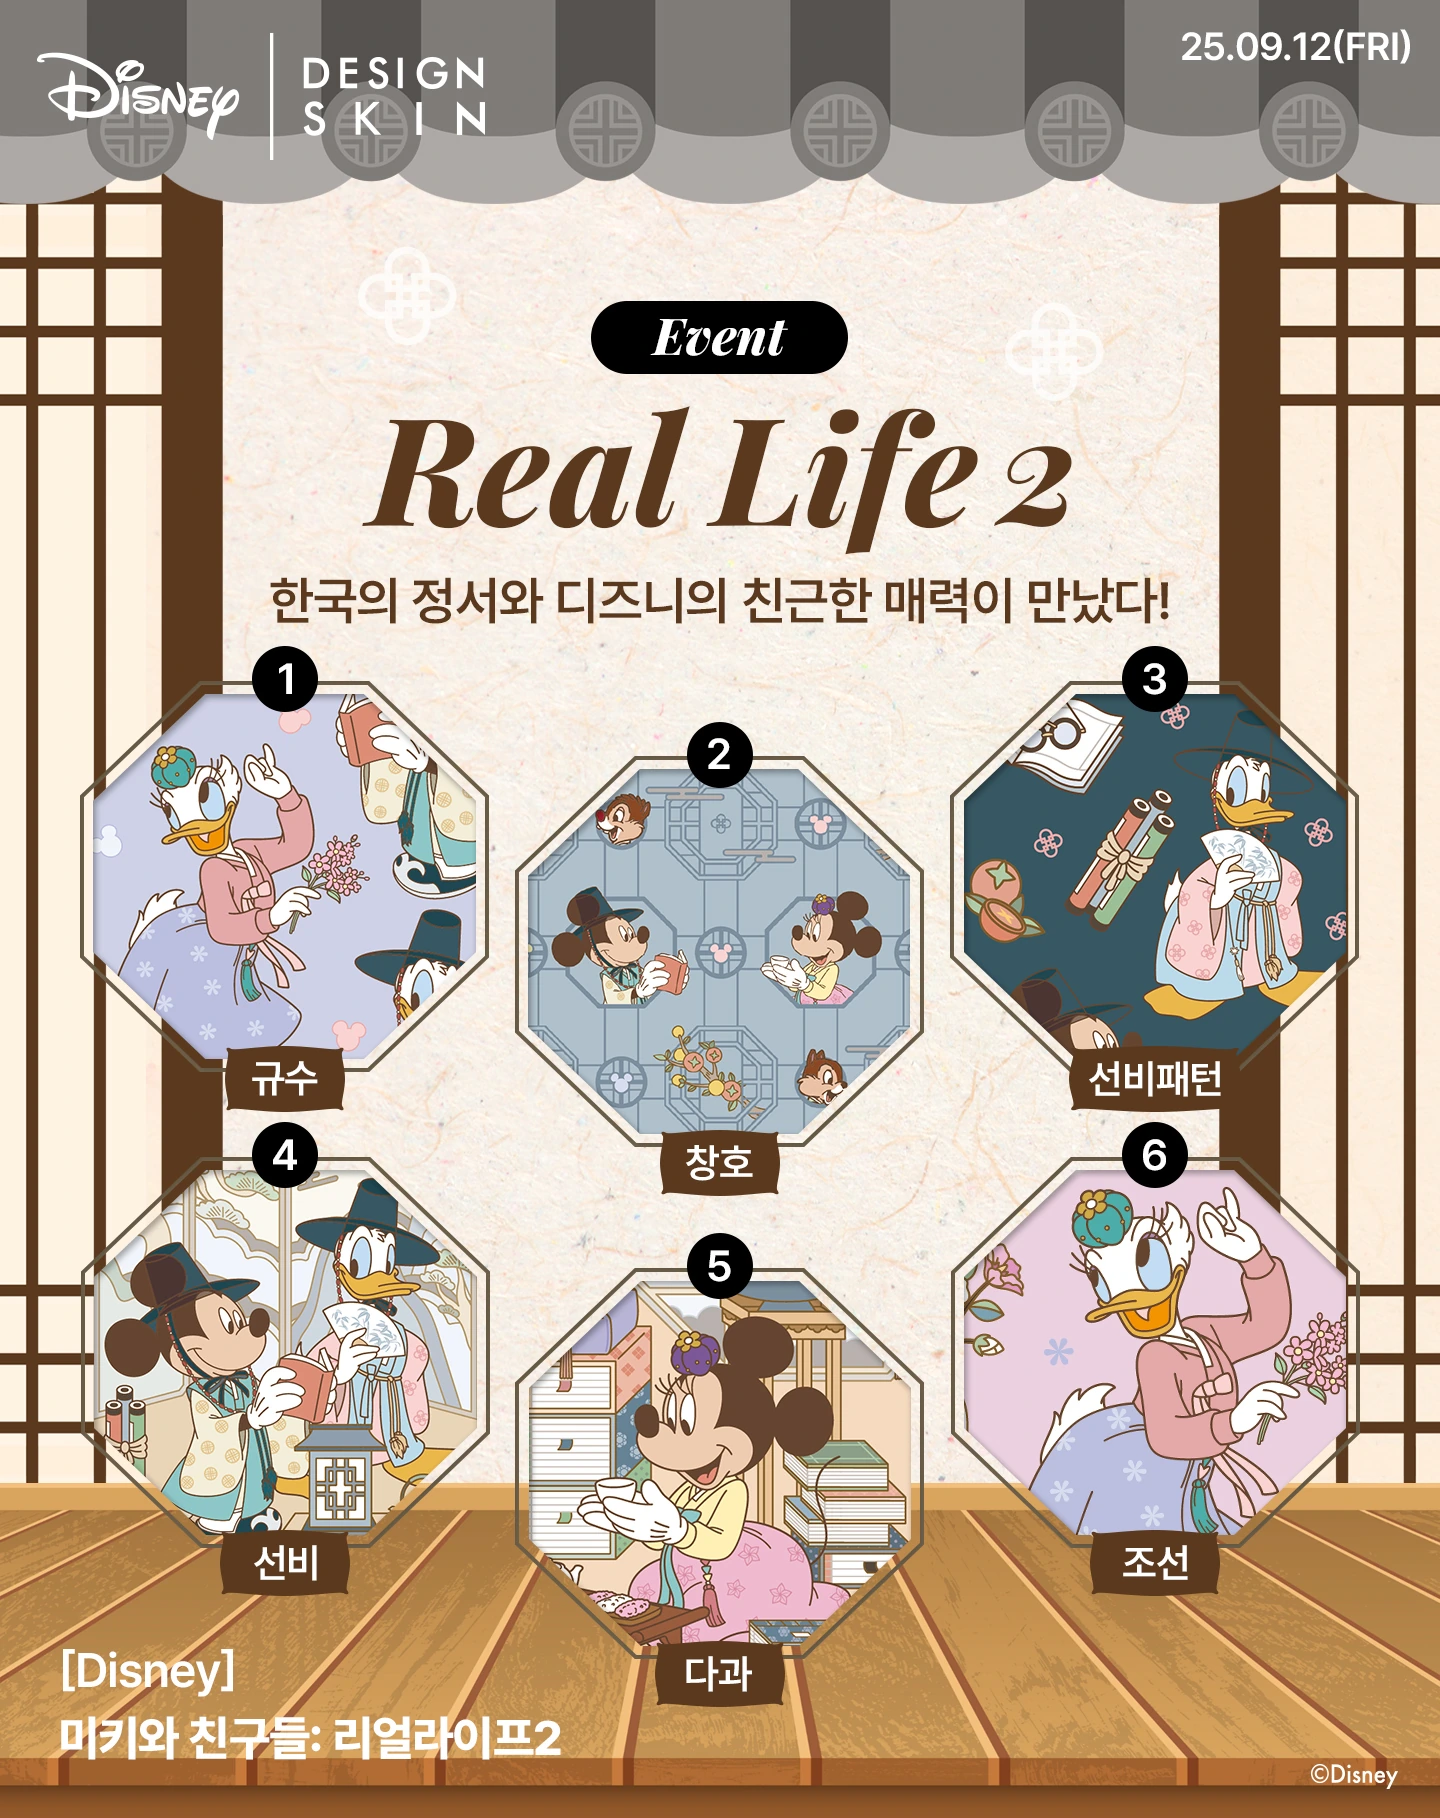 Disney
DESIGN
SKIN
25.09.12(FRI)
Event
Real Life 2
한국의 정서와 디즈니의 친근한 매력이 만났다!
1
규수
2
창호
3
선비패턴
4
선비
5
다과
6
조선
[Disney]
미키와 친구들: 리얼라이프2
©Disney